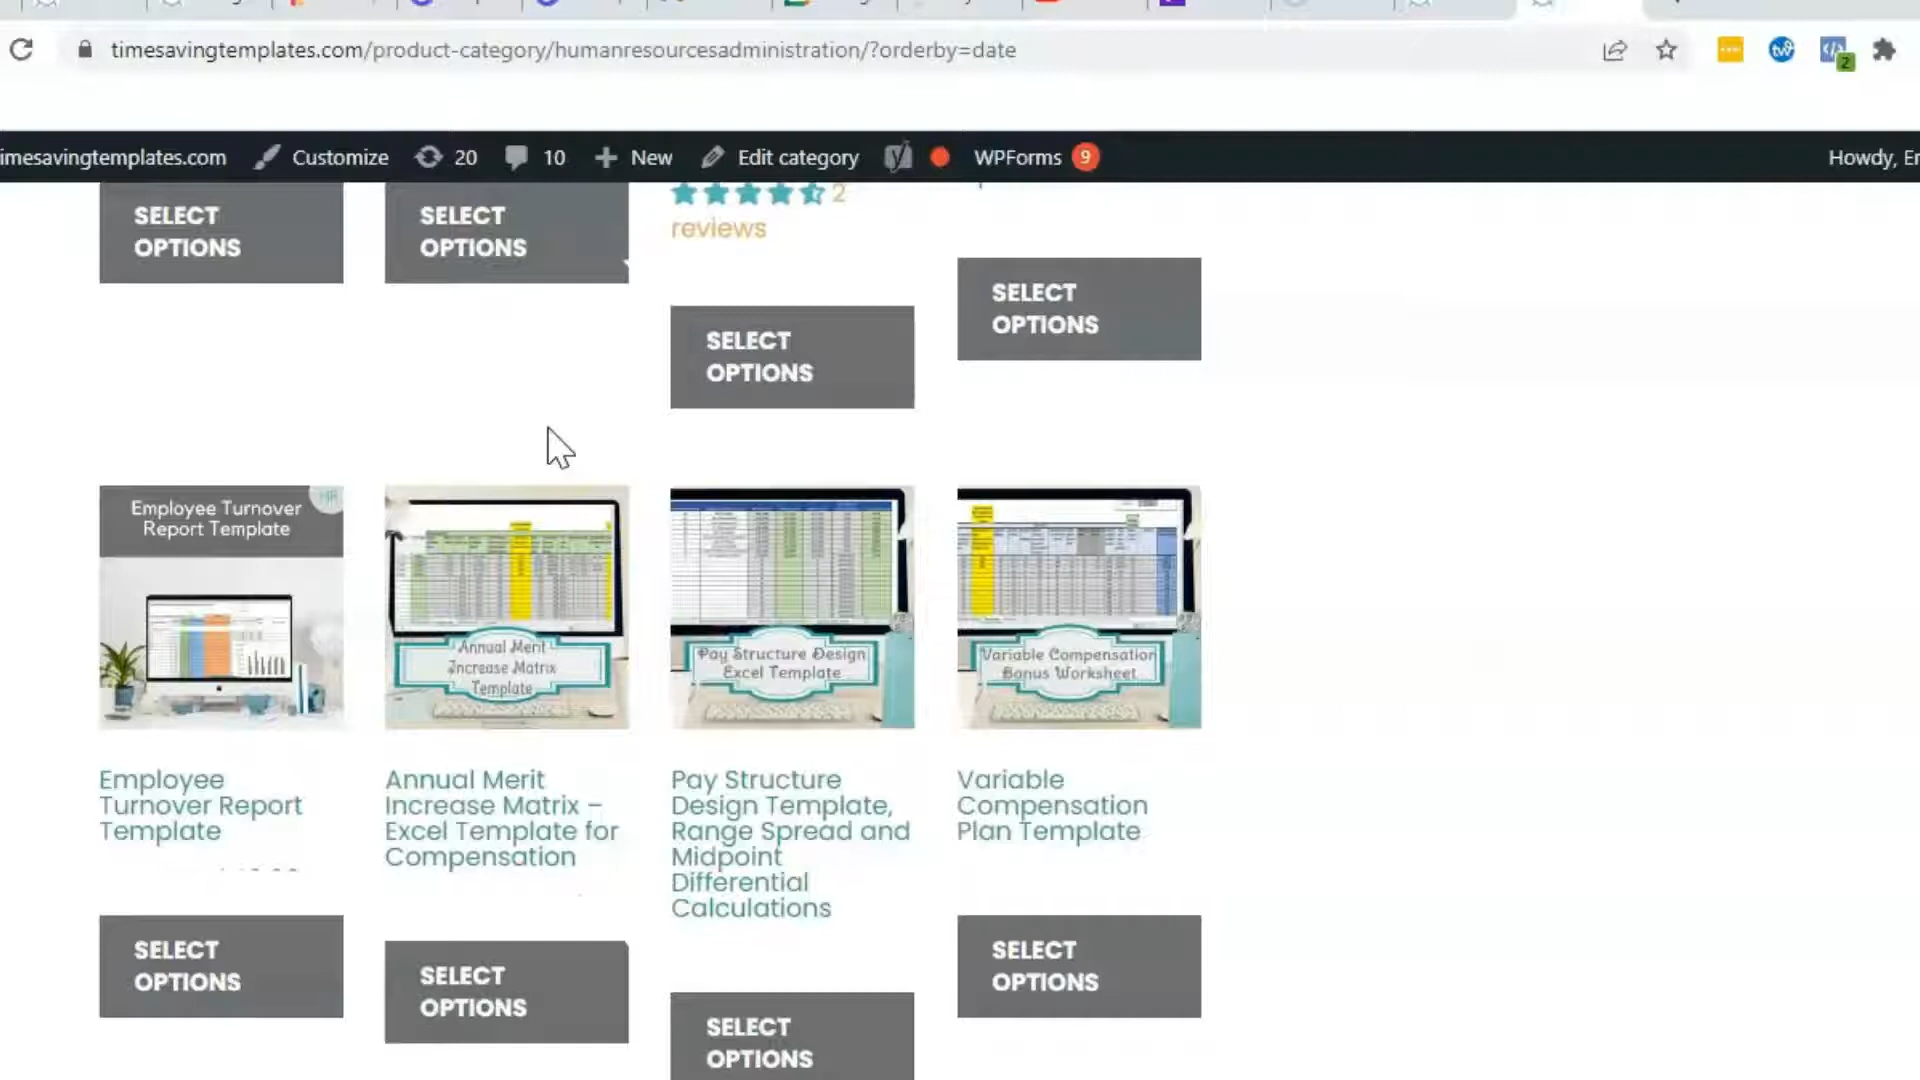 timesavingtemplates.com/product-category/humanresourcesadministration/?orderby=date
2
imesavingtemplates.com Customize 20 10 New Edit category WPForms 9 Howdy, Er
2
reviews
SELECT
OPTIONS
SELECT
OPTIONS
SELECT
OPTIONS
SELECT
OPTIONS
Employee Turnover
Report Template
HR
Annual Merit
Increase Matrix
Template
Pay Structure Design
Excel Template
Variable Compensation
Bonus Worksheet
Employee
Turnover Report
Template
Annual Merit
Increase Matrix –
Excel Template for
Compensation
Pay Structure
Design Template,
Range Spread and
Midpoint
Differential
Calculations
Variable
Compensation
Plan Template
SELECT
OPTIONS
SELECT
OPTIONS
SELECT
OPTIONS
SELECT
OPTIONS